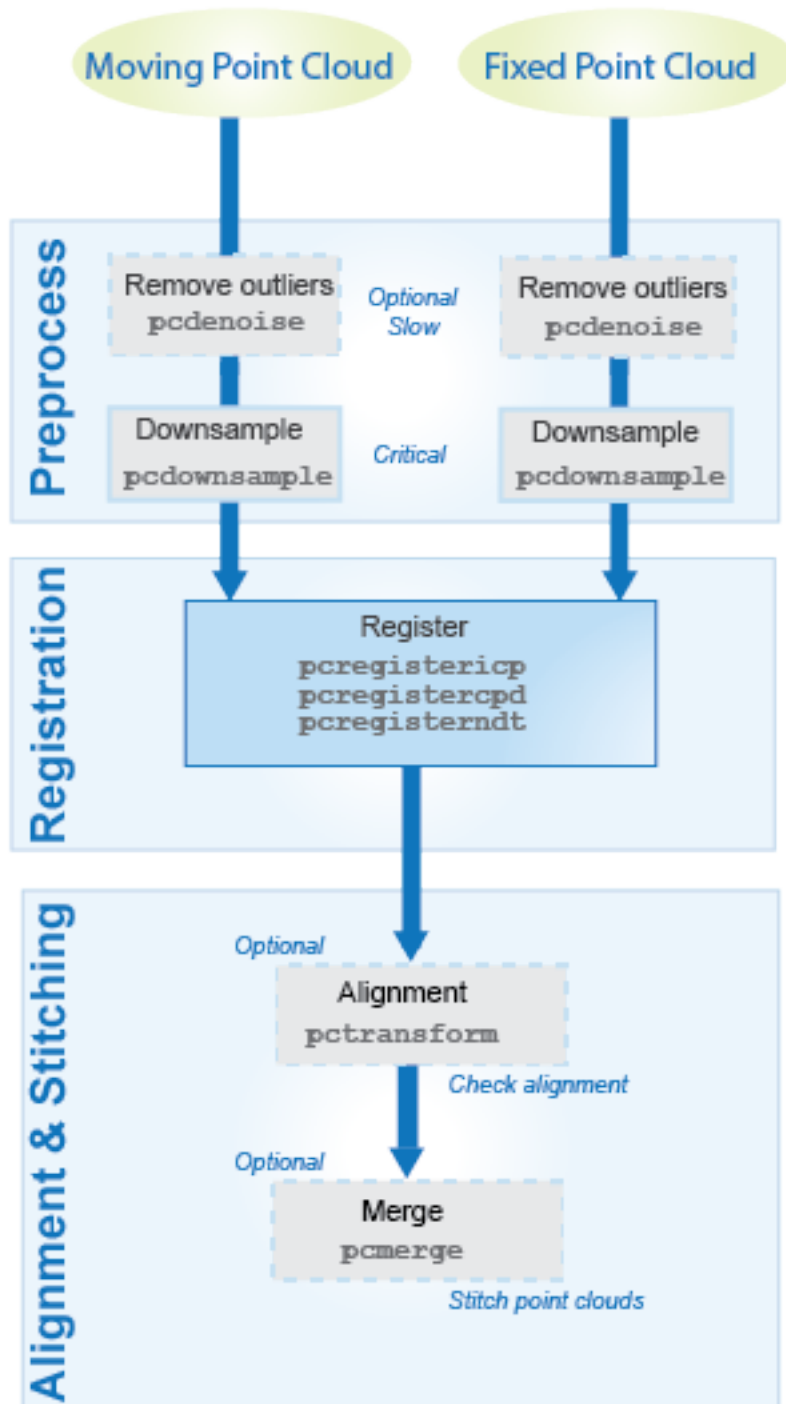 Moving Point Cloud
Fixed Point Cloud
Preprocess
Remove outliers
pcdenoise
Optional
Slow
Remove outliers
pcdenoise
Downsample
pcdownsample
Critical
Downsample
pcdownsample
Registration
Register
pcregistericp
pcregistercpd
pcregisterndt
Alignment & Stitching
Optional
Alignment
pctransform
Check alignment
Optional
Merge
pcmerge
Stitch point clouds